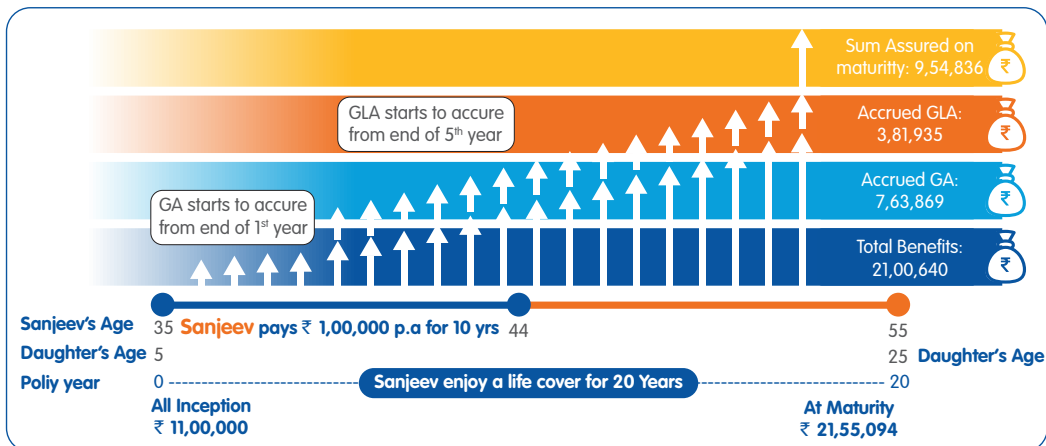 Sum Assured on
maturitty: 9,54,836
₹
GLA starts to accure
from end of 5th year
Accrued GLA:
3,81,935
₹
GA starts to accure
from end of 1st year
Accrued GA:
7,63,869
₹
Total Benefits:
21,00,640
₹
Sanjeev's Age 35 Sanjeev pays ₹ 1,00,000 p.a for 10 yrs 44 55
Daughter's Age 5 25 Daughter's Age
Poliy year 0 Sanjeev enjoy a life cover for 20 Years 20
All Inception
₹ 11,00,000
At Maturity
₹ 21,55,094